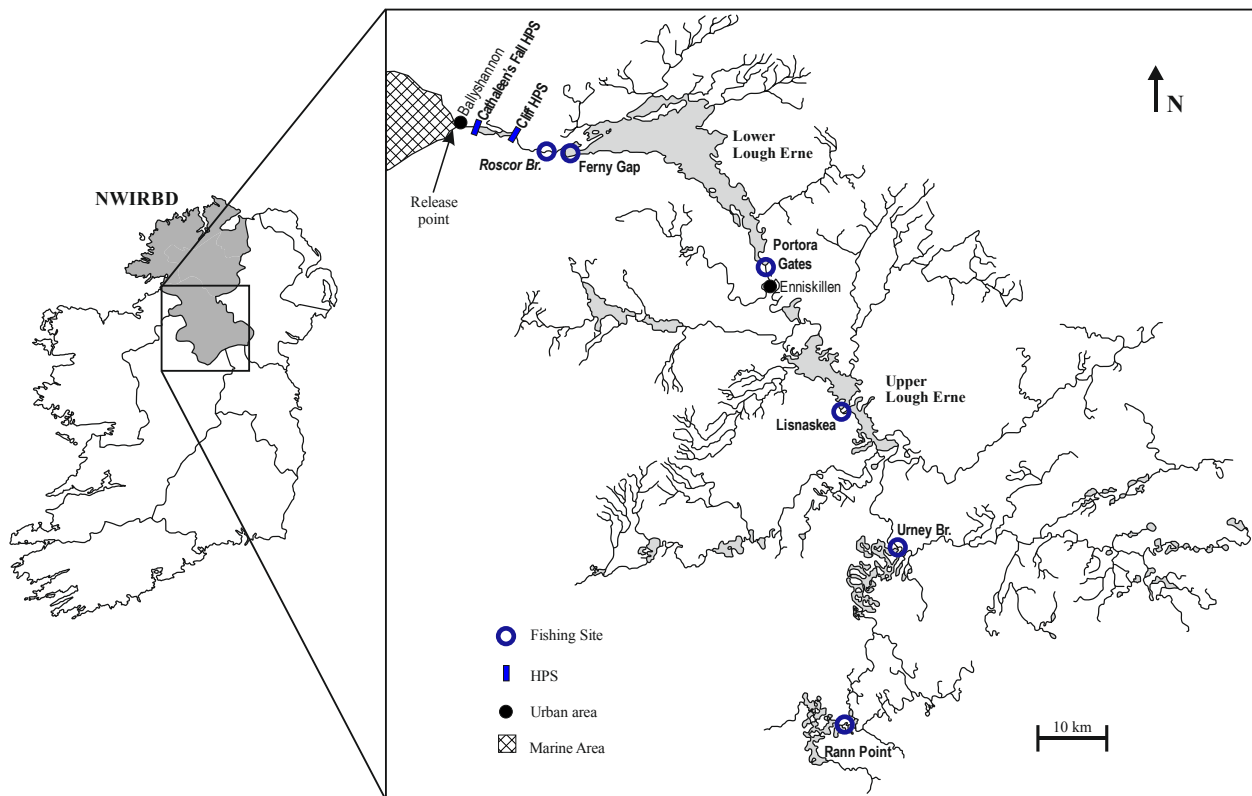 NWIRBD
Ballyshannon
Cathaleen's Fall HPS
Cliff HPS
N
Release
point
Roscor Br.
Ferny Gap
Lower
Lough Erne
Portora
Gates
Enniskillen
Upper
Lough Erne
Lisnaskea
Urney Br.
Rann Point
Fishing Site
HPS
Urban area
Marine Area
10 km